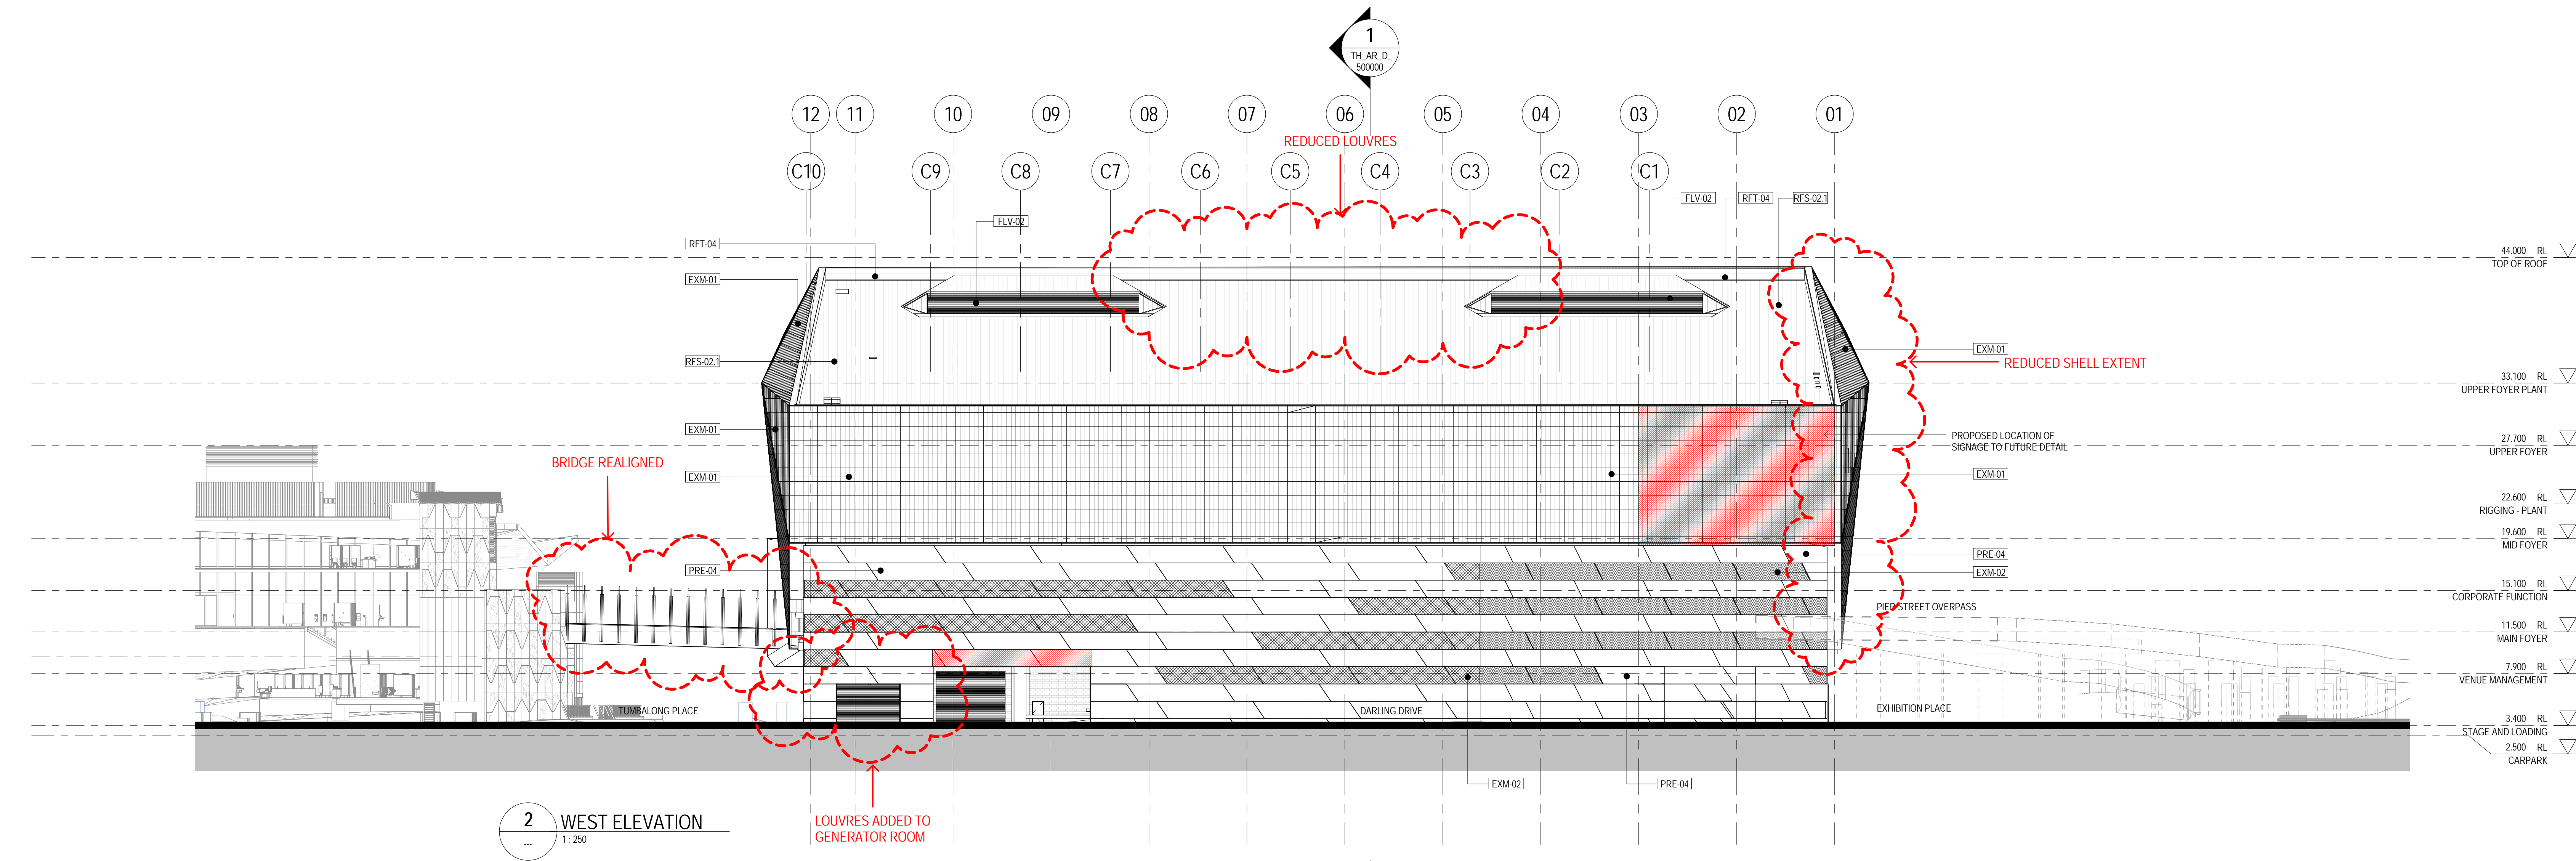 1
TH_AR_D_
500000
12
11
10
09
08
07
06
05
04
03
02
01
REDUCED LOUVRES
C10
C9
C8
C7
C6
C5
C4
C3
C2
C1
FLV-02
RFT-04
RFS-02.1
FLV-02
RFT-04
EXM-01
RFS-02.1
EXM-01
EXM-01
PRE-04
EXM-01
REDUCED SHELL EXTENT
PROPOSED LOCATION OF
SIGNAGE TO FUTURE DETAIL
EXM-01
PRE-04
EXM-02
PIER STREET OVERPASS
BRIDGE REALIGNED
44.000 RL
TOP OF ROOF
33.100 RL
UPPER FOYER PLANT
27.700 RL
UPPER FOYER
22.600 RL
RIGGING - PLANT
19.600 RL
MID FOYER
15.100 RL
CORPORATE FUNCTION
11.500 RL
MAIN FOYER
7.900 RL
VENUE MANAGEMENT
3.400 RL
STAGE AND LOADING
2.500 RL
CARPARK
TUMBALONG PLACE
DARLING DRIVE
EXHIBITION PLACE
EXM-02
PRE-04
2
---
WEST ELEVATION
1 : 250
LOUVRES ADDED TO
GENERATOR ROOM